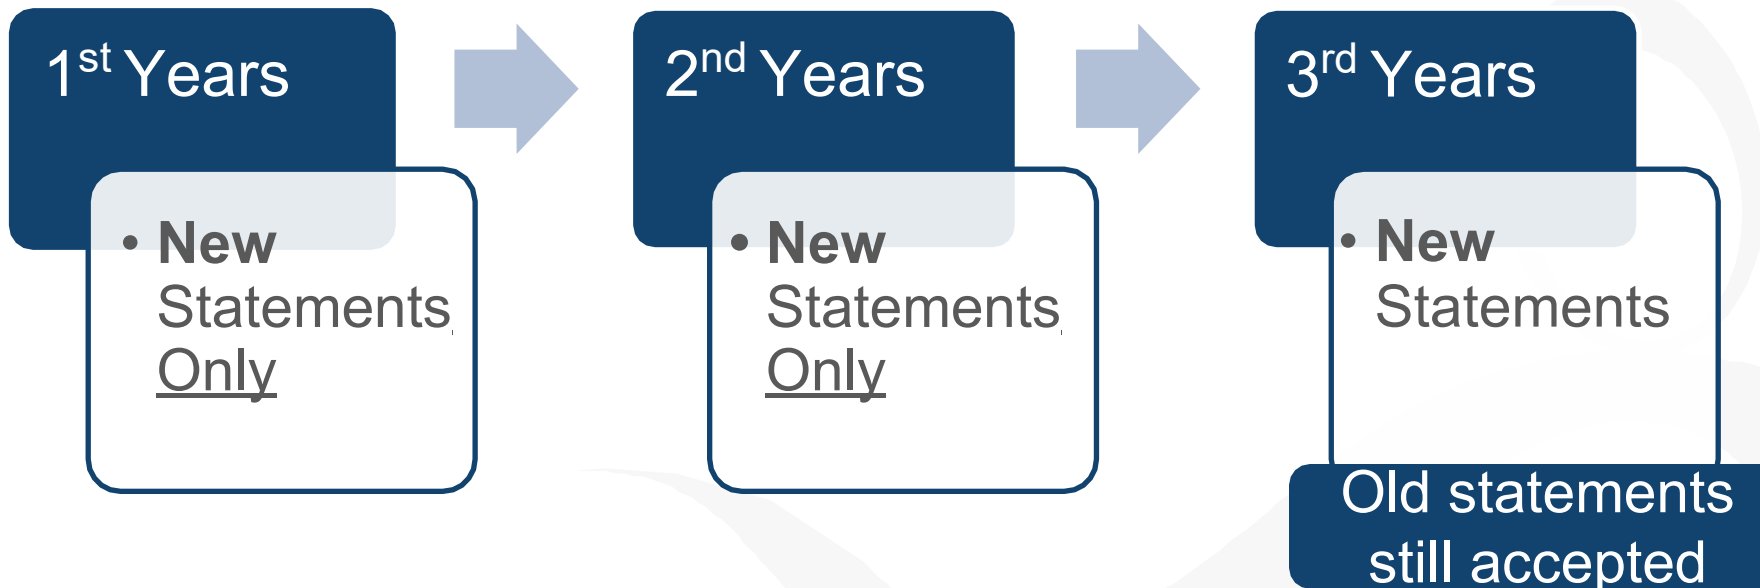 1st Years
• New
Statements
Only
2nd Years
• New
Statements
Only
3rd Years
• New
Statements
Old statements
still accepted